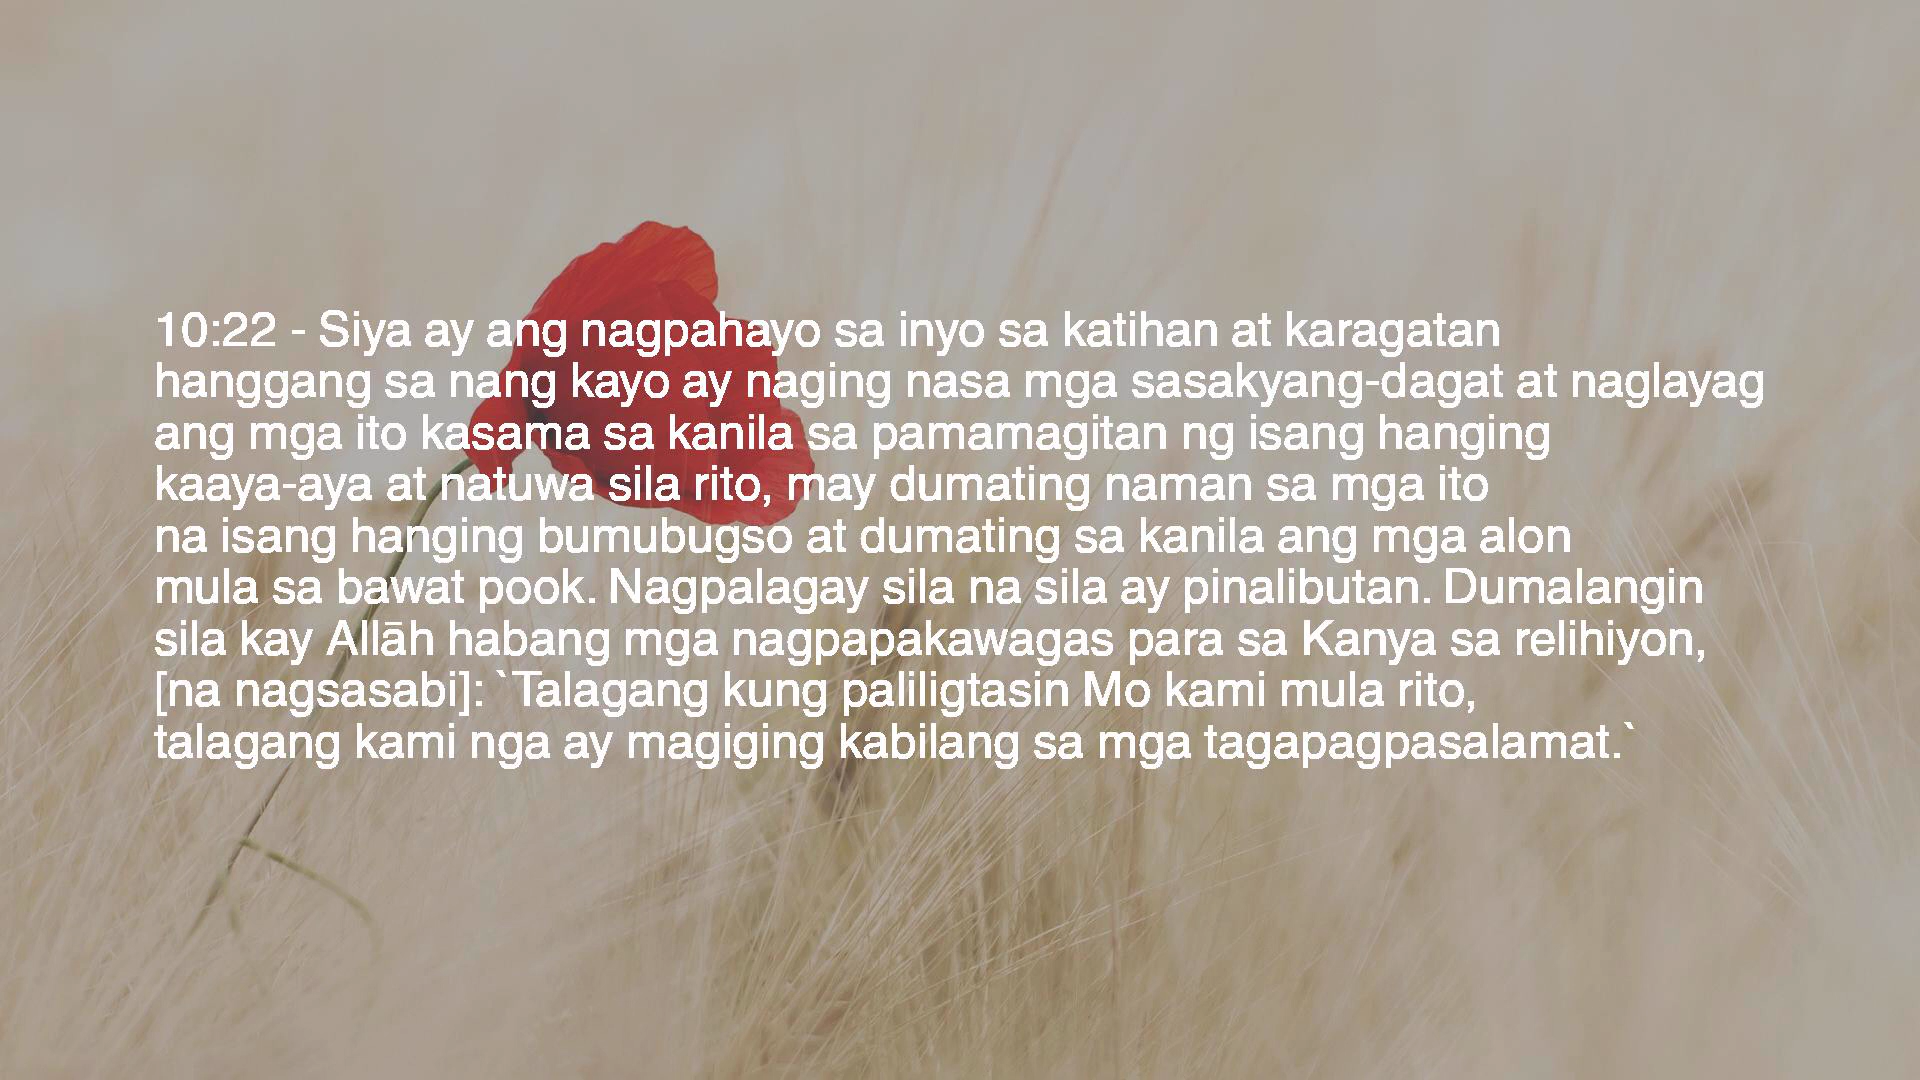 10:22 - Siya ay ang nagpahayo sa inyo sa katihan at karagatan
hanggang sa nang kayo ay naging nasa mga sasakyang-dagat at naglayag
ang mga ito kasama sa kanila sa pamamagitan ng isang hanging
kaaya-aya at natuwa sila rito, may dumating naman sa mga ito
na isang hanging bumubugso at dumating sa kanila ang mga alon
mula sa bawat pook. Nagpalagay sila na sila ay pinalibutan. Dumalangin
sila kay Allāh habang mga nagpapakawagas para sa Kanya sa relihiyon,
[na nagsasabi]: `Talagang kung paliligtasin Mo kami mula rito,
talagang kami nga ay magiging kabilang sa mga tagapagpasalamat.`